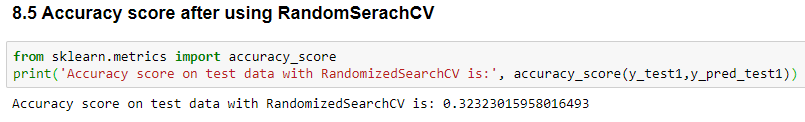 8.5 Accuracy score after using RandomSerachCV
from sklearn.metrics import accuracy_score
print('Accuracy score on test data with RandomizedSearchCV is:', accuracy_score(y_test1,y_pred_test1))
Accuracy score on test data with RandomizedSearchCV is: 0.32323015958016493